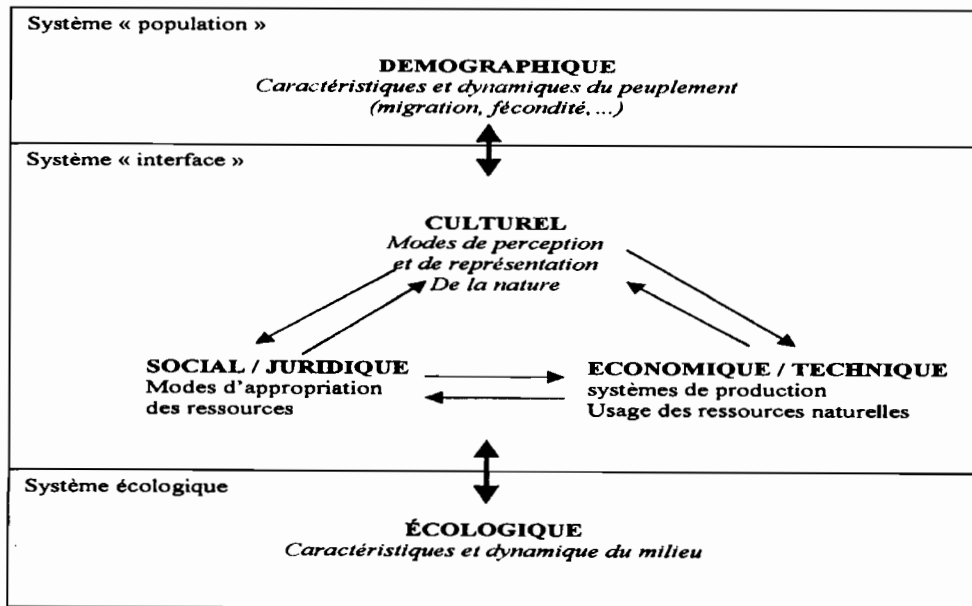 Système « population »
DEMOGRAPHIQUE
Caractéristiques et dynamiques du peuplement
(migration, fécondité, ...)
Système « interface »
CULTUREL
Modes de perception
et de représentation
De la nature
SOCIAL / JURIDIQUE
Modes d'appropriation
des ressources
ECONOMIQUE / TECHNIQUE
systèmes de production
Usage des ressources naturelles
Système écologique
ÉCOLOGIQUE
Caractéristiques et dynamique du milieu